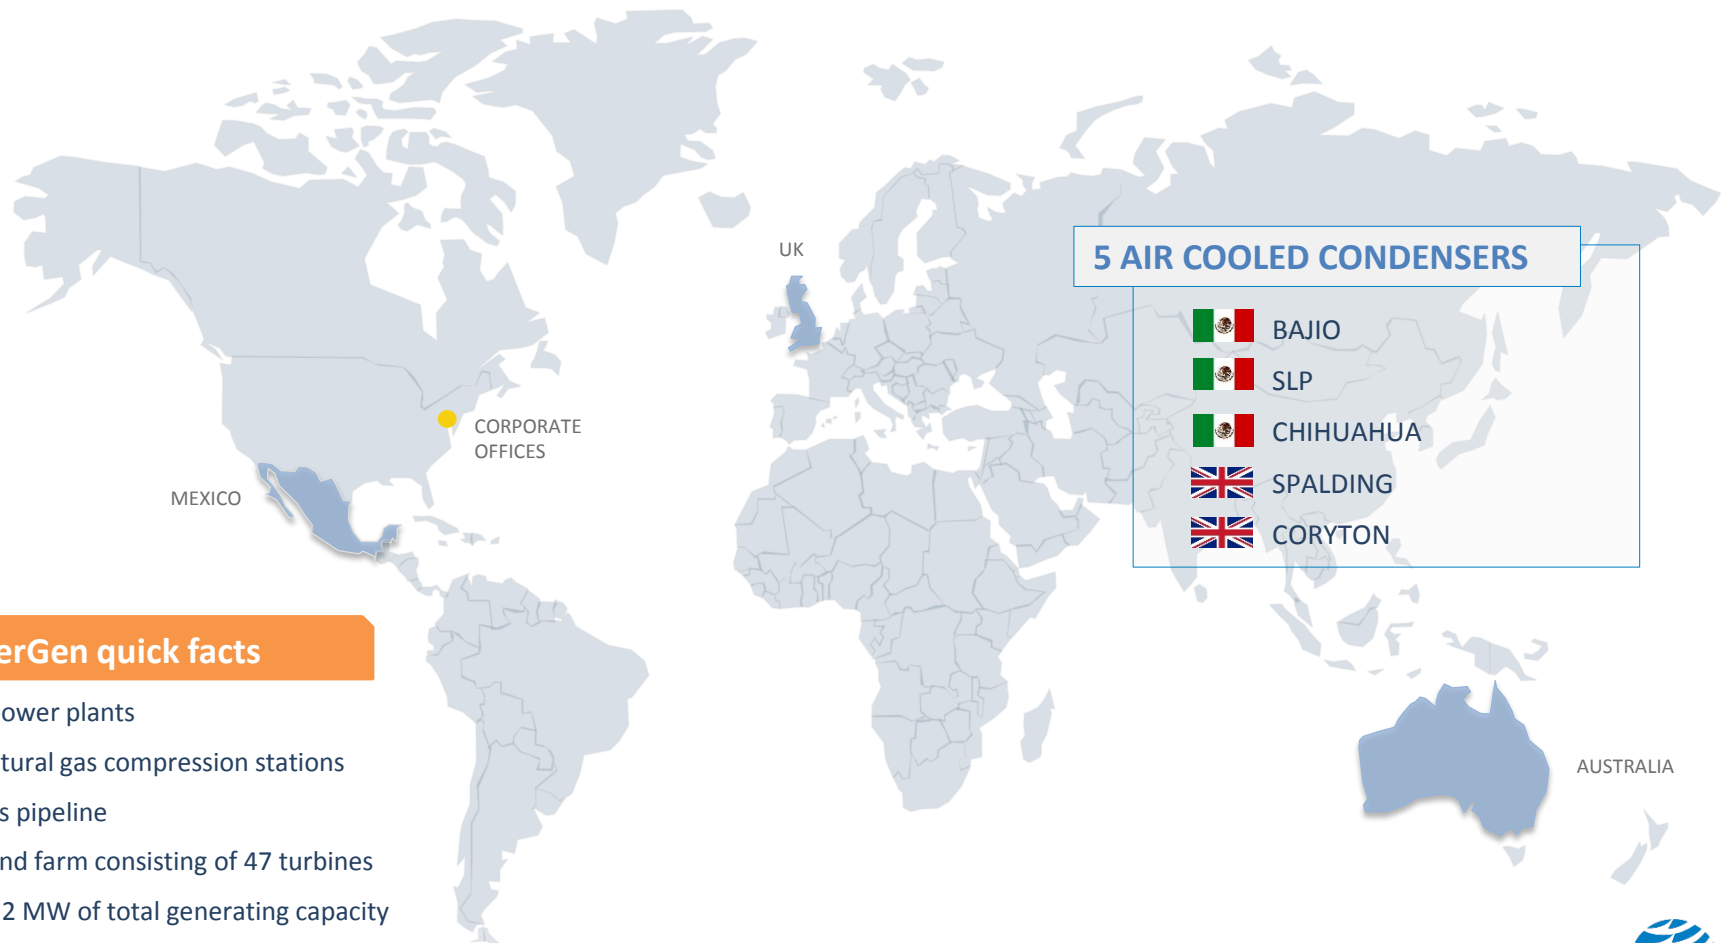 UK
5 AIR COOLED CONDENSERS
BAJIO
SLP
CHIHUAHUA
SPALDING
CORYTON
CORPORATE
OFFICES
MEXICO
AUSTRALIA
erGen quick facts
ower plants
tural gas compression stations
s pipeline
nd farm consisting of 47 turbines
2 MW of total generating capacity